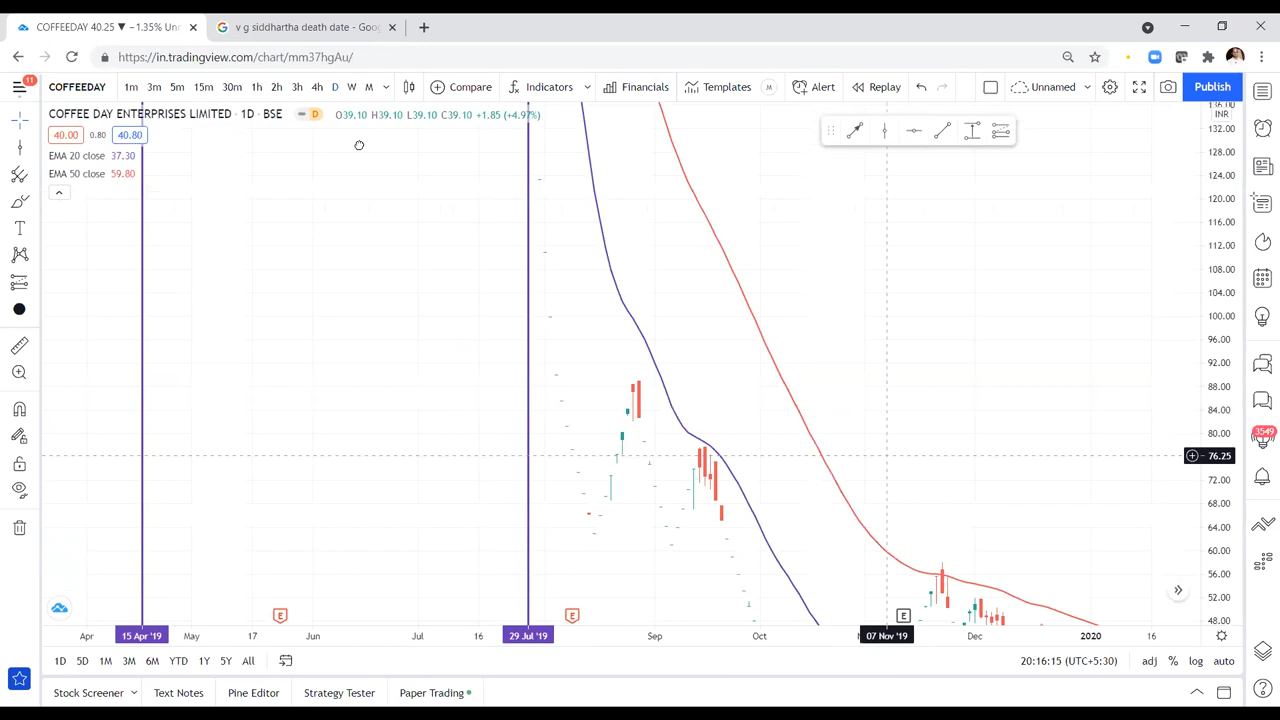 COFFEEDAY 40.25 ▼ −1.35% Unn
v g siddhartha death date - Goog
https://in.tradingview.com/chart/mm37hgAu/
11
COFFEEDAY 1m 3m 5m 15m 30m 1h 2h 3h 4h D W M Compare Indicators Financials Templates M Alert Replay Unnamed Publish
COFFEE DAY ENTERPRISES LIMITED · 1D · BSE D O39.10 H39.10 L39.10 C39.10 +1.85 (+4.97%)
40.00 0.80 40.80
EMA 20 close 37.30
EMA 50 close 59.80
136.00
INR
132.00
128.00
124.00
120.00
116.00
112.00
108.00
104.00
100.00
96.00
92.00
88.00
84.00
80.00
76.25
72.00
68.00
64.00
60.00
56.00
52.00
48.00
3549
E E E
Apr 15 Apr '19 May 17 Jun Jul 16 29 Jul '19 Sep Oct 07 Nov '19 Dec 2020 16
1D 5D 1M 3M 6M YTD 1Y 5Y All 20:16:15 (UTC+5:30) adj % log auto
Stock Screener Text Notes Pine Editor Strategy Tester Paper Trading